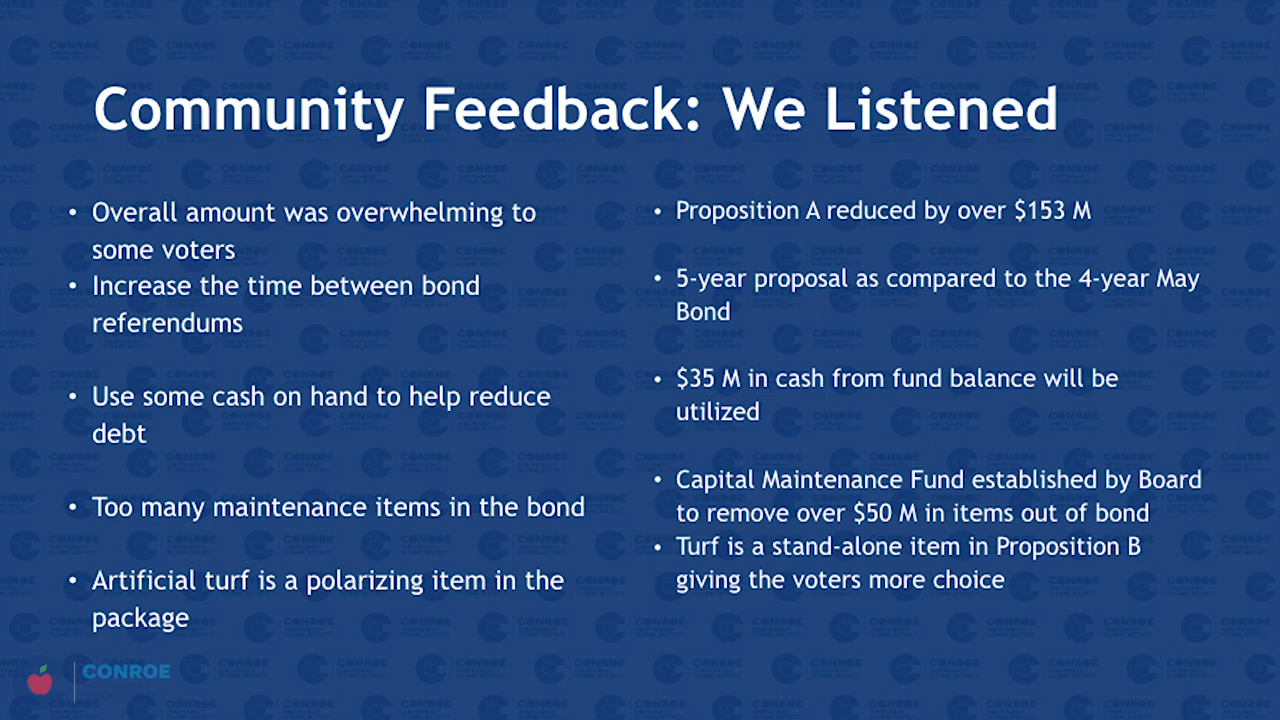 Community Feedback: We Listened
• Overall amount was overwhelming to
some voters
• Increase the time between bond
referendums
• Use some cash on hand to help reduce
debt
• Too many maintenance items in the bond
• Artificial turf is a polarizing item in the
package
• Proposition A reduced by over $153 M
• 5-year proposal as compared to the 4-year May
Bond
• $35 M in cash from fund balance will be
utilized
• Capital Maintenance Fund established by Board
to remove over $50 M in items out of bond
• Turf is a stand-alone item in Proposition B
giving the voters more choice
CONROE